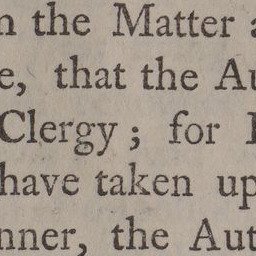 n the Matter a
e, that the Au
Clergy; for
have taken up
nner, the Aut